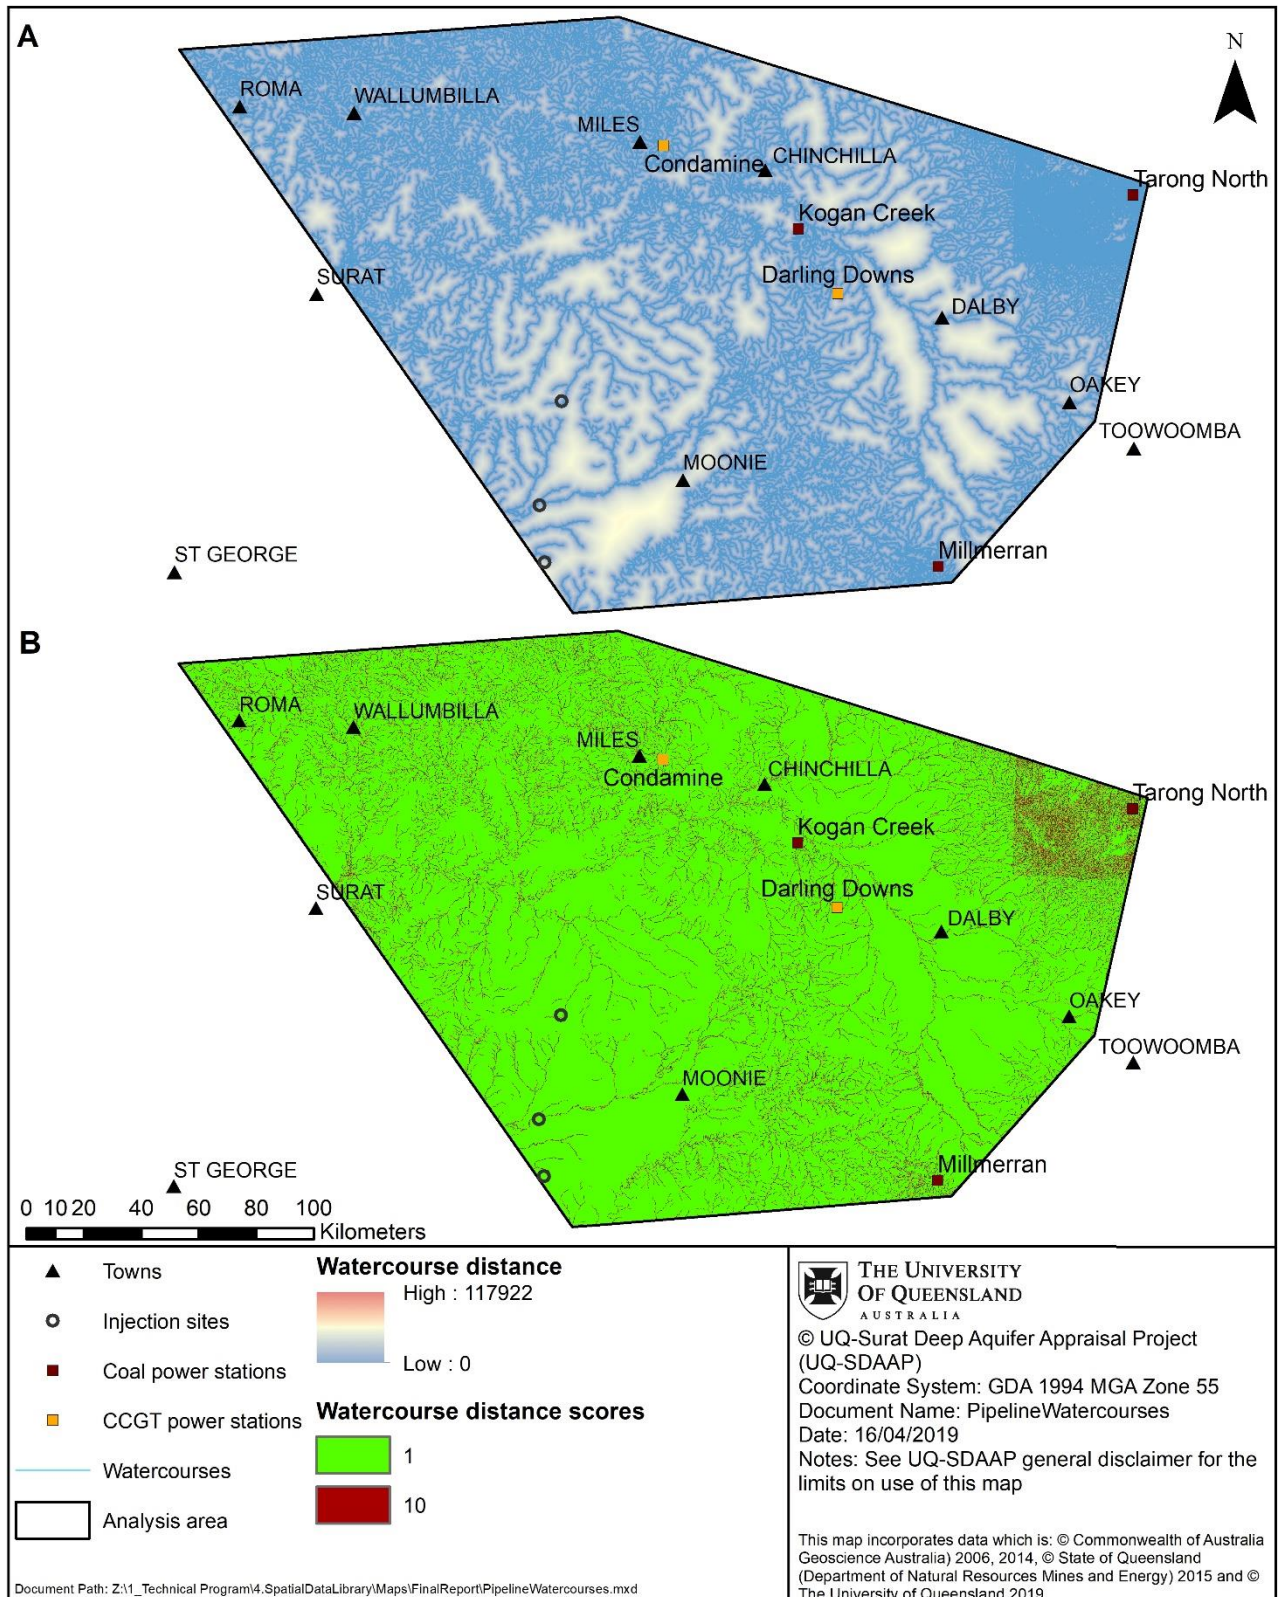 A
N
ROMA
WALLUMBILLA
MILES
Condamine
CHINCHILLA
Tarong North
Kogan Creek
SURAT
Darling Downs
DALBY
OAKEY
TOOWOOMBA
MOONIE
ST GEORGE
Millmerran
B
ROMA
WALLUMBILLA
MILES
Condamine
CHINCHILLA
Tarong North
Kogan Creek
SURAT
Darling Downs
DALBY
OAKEY
TOOWOOMBA
MOONIE
ST GEORGE
Millmerran
0 10 20 40 60 80 100
Kilometers
Towns
Injection sites
Coal power stations
CCGT power stations
Watercourses
Analysis area
Watercourse distance
High : 117922
Low : 0
Watercourse distance scores
1
10
Document Path: Z:\1_Technical Program\4.SpatialDataLibrary\Maps\FinalReport\PipelineWatercourses.mxd
THE UNIVERSITY
OF QUEENSLAND
AUSTRALIA
© UQ-Surat Deep Aquifer Appraisal Project
(UQ-SDAAP)
Coordinate System: GDA 1994 MGA Zone 55
Document Name: PipelineWatercourses
Date: 16/04/2019
Notes: See UQ-SDAAP general disclaimer for the
limits on use of this map
This map incorporates data which is: © Commonwealth of Australia
Geoscience Australia) 2006, 2014, © State of Queensland
(Department of Natural Resources Mines and Energy) 2015 and ©
The University of Queensland 2019